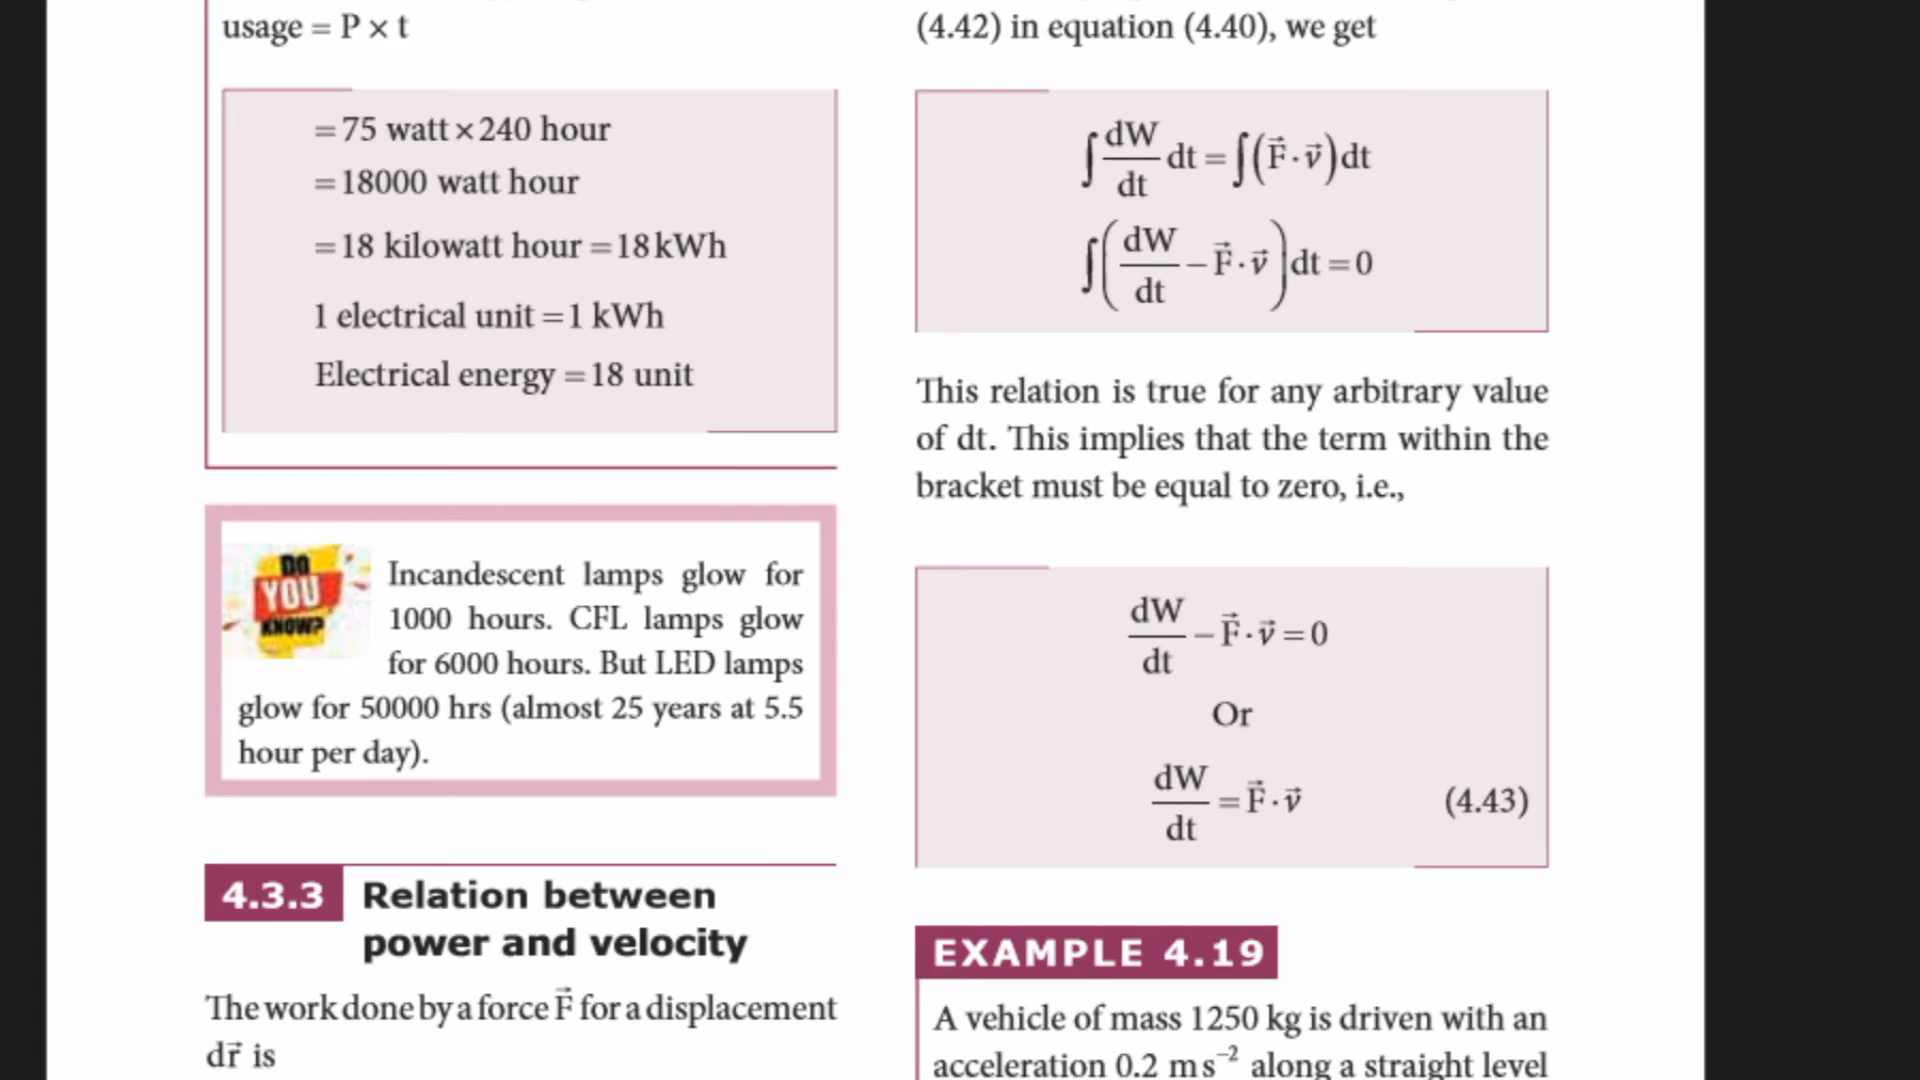 usage = P × t
= 75 watt × 240 hour
= 18000 watt hour
= 18 kilowatt hour = 18 kWh
1 electrical unit = 1 kWh
Electrical energy = 18 unit
DO
YOU
KNOW?
Incandescent lamps glow for
1000 hours. CFL lamps glow
for 6000 hours. But LED lamps
glow for 50000 hrs (almost 25 years at 5.5
hour per day).
4.3.3 Relation between
power and velocity
The work done by a force F⃗ for a displacement
dr⃗ is
(4.42) in equation (4.40), we get
∫ dW/dt dt = ∫(F⃗ · v⃗)dt
∫(dW/dt − F⃗ · v⃗)dt = 0
This relation is true for any arbitrary value
of dt. This implies that the term within the
bracket must be equal to zero, i.e.,
dW/dt − F⃗ · v⃗ = 0
Or
dW/dt = F⃗ · v⃗ (4.43)
EXAMPLE 4.19
A vehicle of mass 1250 kg is driven with an
acceleration 0.2 ms⁻² along a straight level